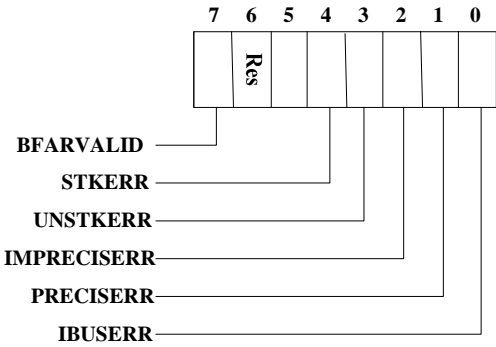 7 6 5 4 3 2 1 0
Res
BFARVALID
STKERR
UNSTKERR
IMPRECISERR
PRECISERR
IBUSERR